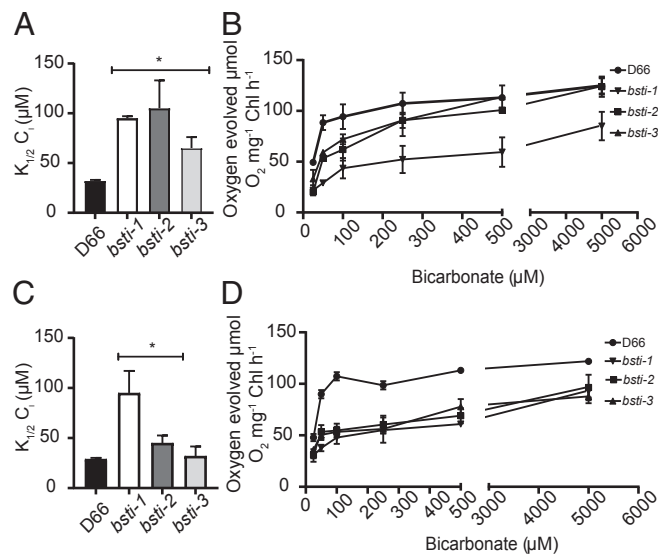 A
K1/2 Ci (µM)
150
100
50
0
*
D66
bsti-1
bsti-2
bsti-3
B
Oxygen evolved µmol
O2 mg-1 Chl h-1
150
100
50
0
0
100
200
300
400
500
3000
4000
5000
6000
Bicarbonate (µM)
D66
bsti-1
bsti-2
bsti-3
C
K1/2 Ci (µM)
150
100
50
0
*
D66
bsti-1
bsti-2
bsti-3
D
Oxygen evolved µmol
O2 mg-1 Chl h-1
150
100
50
0
0
100
200
300
400
500
3000
4000
5000
6000
Bicarbonate (µM)
D66
bsti-1
bsti-2
bsti-3